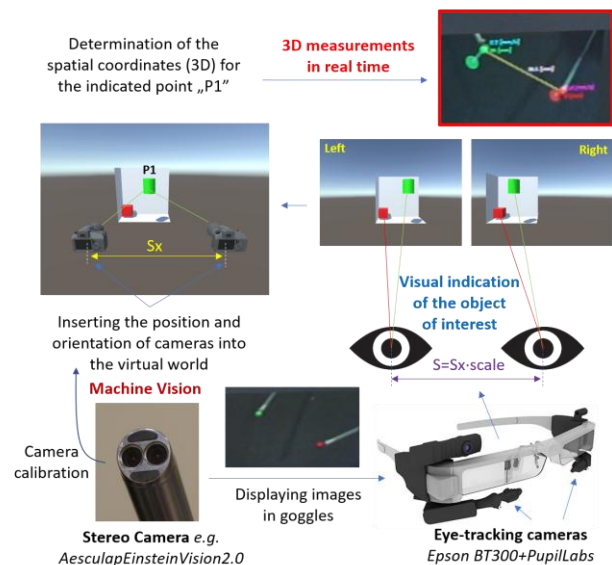 Determination of the
spatial coordinates (3D) for
the indicated point „P1”
3D measurements
in real time
P1
Sx
Left
Right
Visual indication
of the object
of interest
S=Sx·scale
Inserting the position and
orientation of cameras into
the virtual world
Machine Vision
Camera
calibration
Displaying images
in goggles
Stereo Camera e.g.
AesculapEinsteinVision2.0
Eye-tracking cameras
Epson BT300+PupilLabs